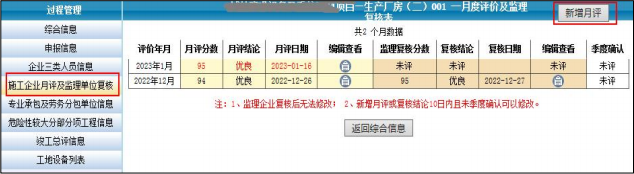 过程管理
综合信息
申报信息
企业三类人员信息
施工企业月评及监理单位复核
专业承包及劳务分包单位信息
危险性较大分部分项工程信息
竣工总评信息
工地设备列表
项目—生产厂房（二）001 —月度评价及监理
复核表
新增月评
共2 个月数据
评价年月 月评分数 月评结论 月评日期 编辑查看 监理复核分数 复核结论 复核日期 编辑查看 季度确认
2023年1月 95 优良 2023-01-16 未评 未评 未评 未评
2022年12月 94 优良 2022-12-26 95 优良 2022-12-27 未评
注：1、监理企业复核后无法修改； 2、新增月评或复核结论10日内且未季度确认可以修改。
返回综合信息